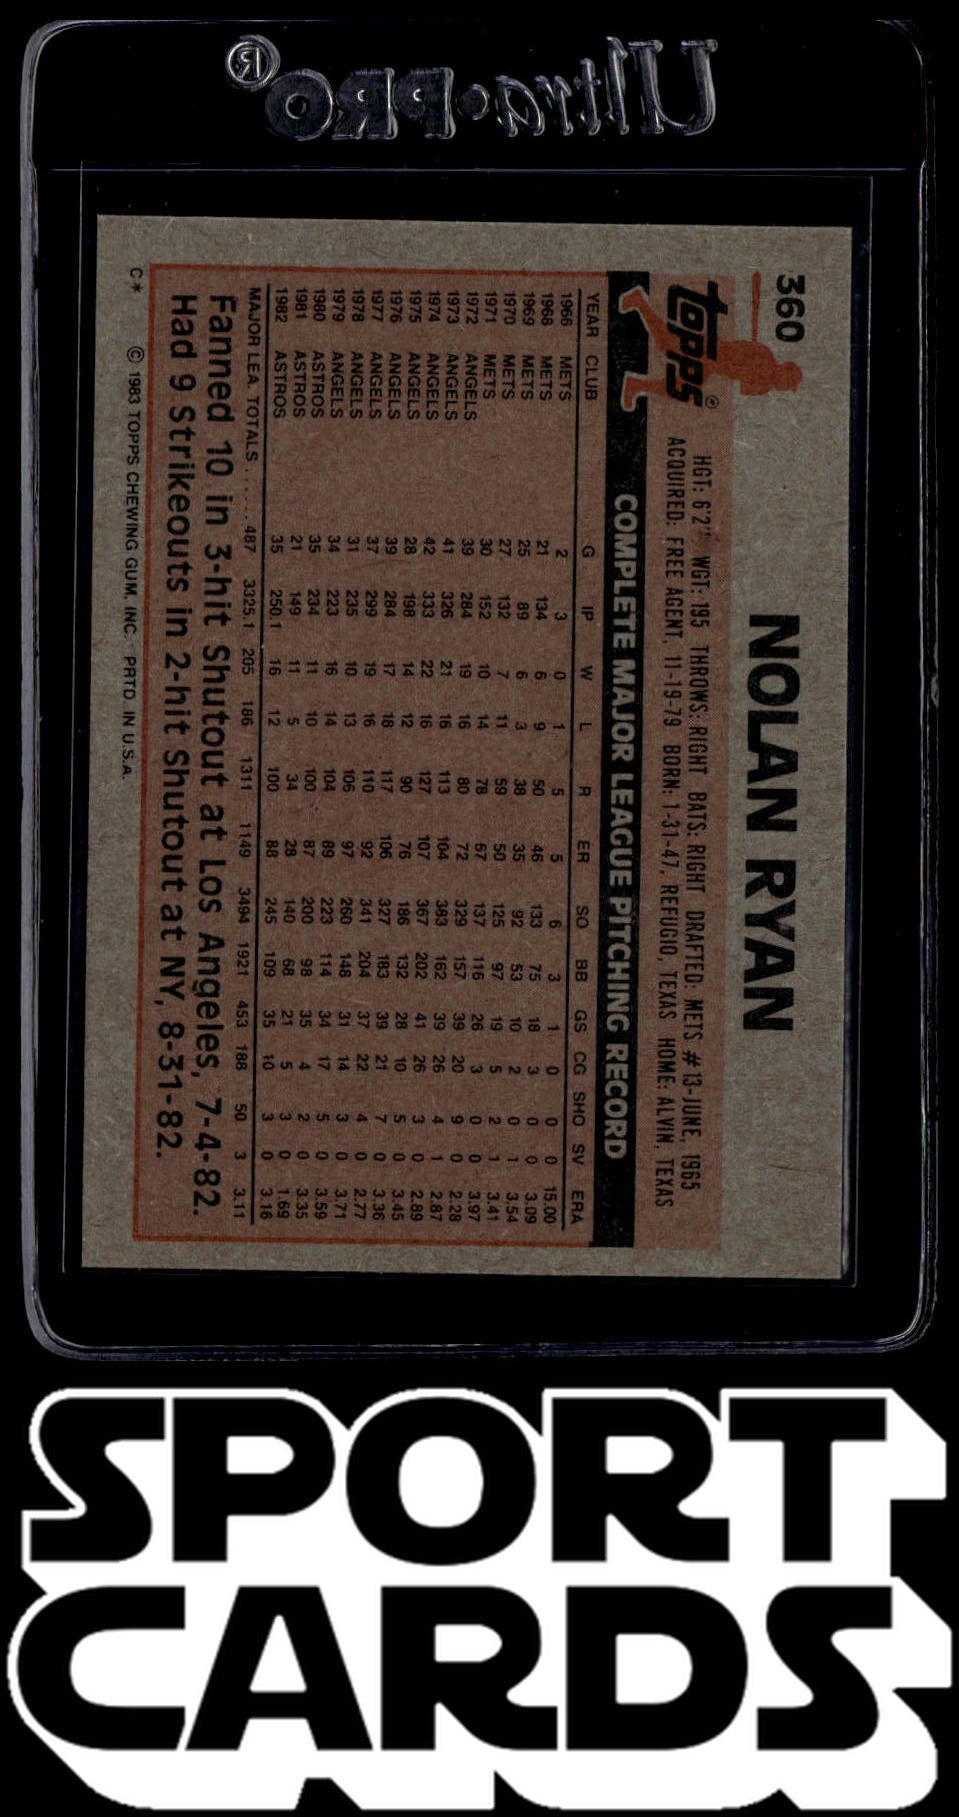 Ultra•PRO®
360
NOLAN RYAN
TOPPS®
HGT: 6'2" WGT: 195 THROWS: RIGHT BATS: RIGHT DRAFTED: METS #13-JUNE, 1965
ACQUIRED: FREE AGENT, 11-19-79 BORN: 1-31-47, REFUGIO, TEXAS HOME: ALVIN, TEXAS
COMPLETE MAJOR LEAGUE PITCHING RECORD
YEAR CLUB G IP W L R ER SO BB GS CG SHO SV ERA
1966 METS 2 3 0 1 5 5 6 3 1 0 0 0 15.00
1968 METS 21 134 6 9 50 46 133 75 18 3 0 0 3.09
1969 METS 25 89 6 3 38 35 92 53 10 2 0 1 3.54
1970 METS 27 132 7 11 59 50 125 97 19 5 2 1 3.41
1971 METS 30 152 10 14 78 67 137 116 26 3 0 0 3.97
1972 ANGELS 39 284 19 16 80 72 329 157 39 20 9 0 2.28
1973 ANGELS 41 326 21 16 113 104 383 162 39 26 4 1 2.87
1974 ANGELS 42 333 22 16 127 107 367 202 41 26 3 0 2.89
1975 ANGELS 28 198 14 12 90 76 186 132 28 10 5 0 3.45
1976 ANGELS 39 284 17 18 117 106 327 183 39 21 7 0 3.36
1977 ANGELS 37 299 19 16 110 92 341 204 37 22 4 0 2.77
1978 ANGELS 31 235 10 13 106 97 260 148 31 14 3 0 3.71
1979 ANGELS 34 223 16 14 104 89 223 114 34 17 5 0 3.59
1980 ASTROS 35 234 11 10 100 87 200 98 35 4 2 0 3.35
1981 ASTROS 21 149 11 5 34 28 140 68 21 5 3 0 1.69
1982 ASTROS 35 250.1 16 12 100 88 245 109 35 10 3 0 3.16
MAJOR LEA. TOTALS ..... 487 3325.1 205 186 1311 1149 3494 1921 453 188 50 3 3.11
Fanned 10 in 3-hit Shutout at Los Angeles, 7-4-82.
Had 9 Strikeouts in 2-hit Shutout at NY, 8-31-82.
C* © 1983 TOPPS CHEWING GUM, INC. PRTD. IN U.S.A.
SPORT
CARDS